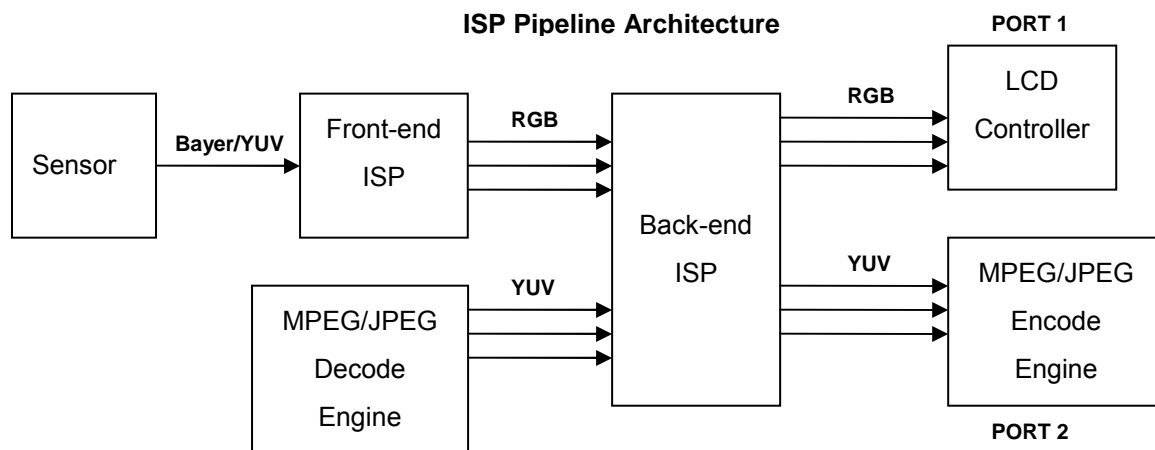 ISP Pipeline Architecture
PORT 1
Sensor
Bayer/YUV
Front-end
ISP
RGB
Back-end
ISP
RGB
LCD
Controller
MPEG/JPEG
Decode
Engine
YUV
YUV
MPEG/JPEG
Encode
Engine
PORT 2